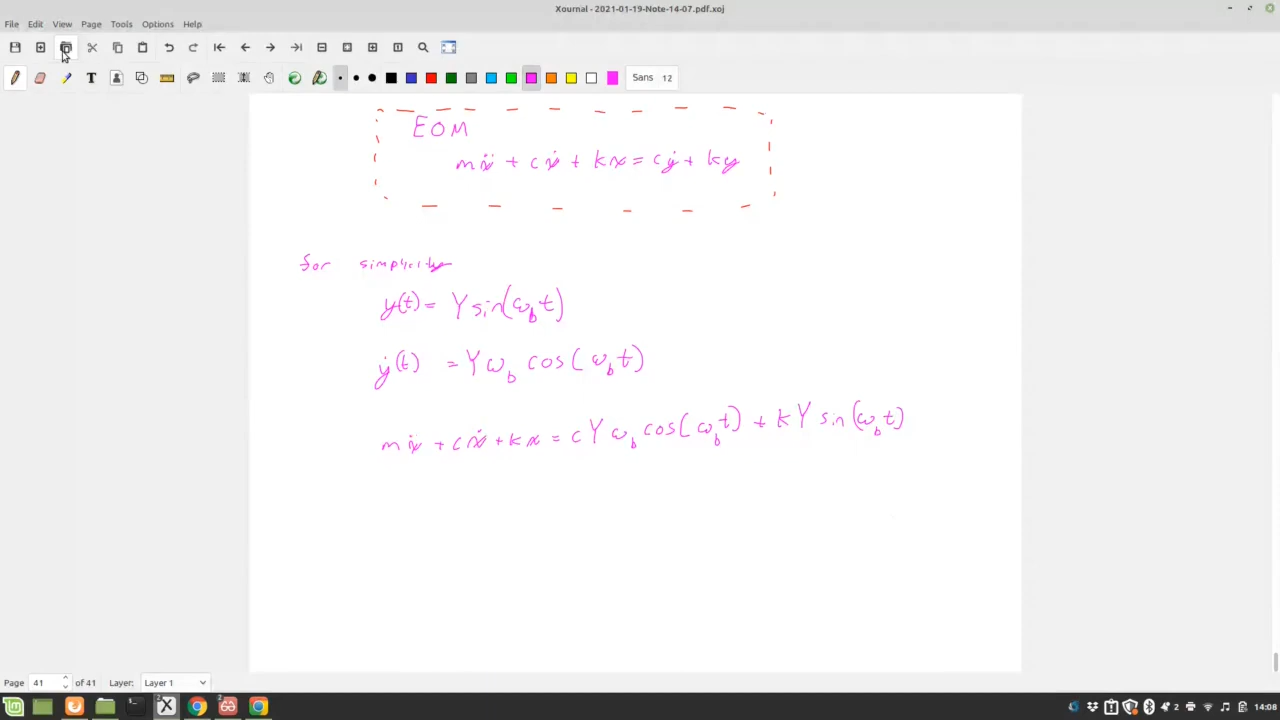 Xournal - 2021-01-19-Note-14-07.pdf.xoj
File Edit View Page Tools Options Help
Sans 12
EOM
mẍ + cẋ + kx = cẏ + ky
for simplicity
y(t) = Y sin(ω_b t)
ẏ(t) = Y ω_b cos(ω_b t)
mẍ + cẋ + kx = c Y ω_b cos(ω_b t) + k Y sin(ω_b t)
Page 41 of 41 Layer: Layer 1
2 14:08